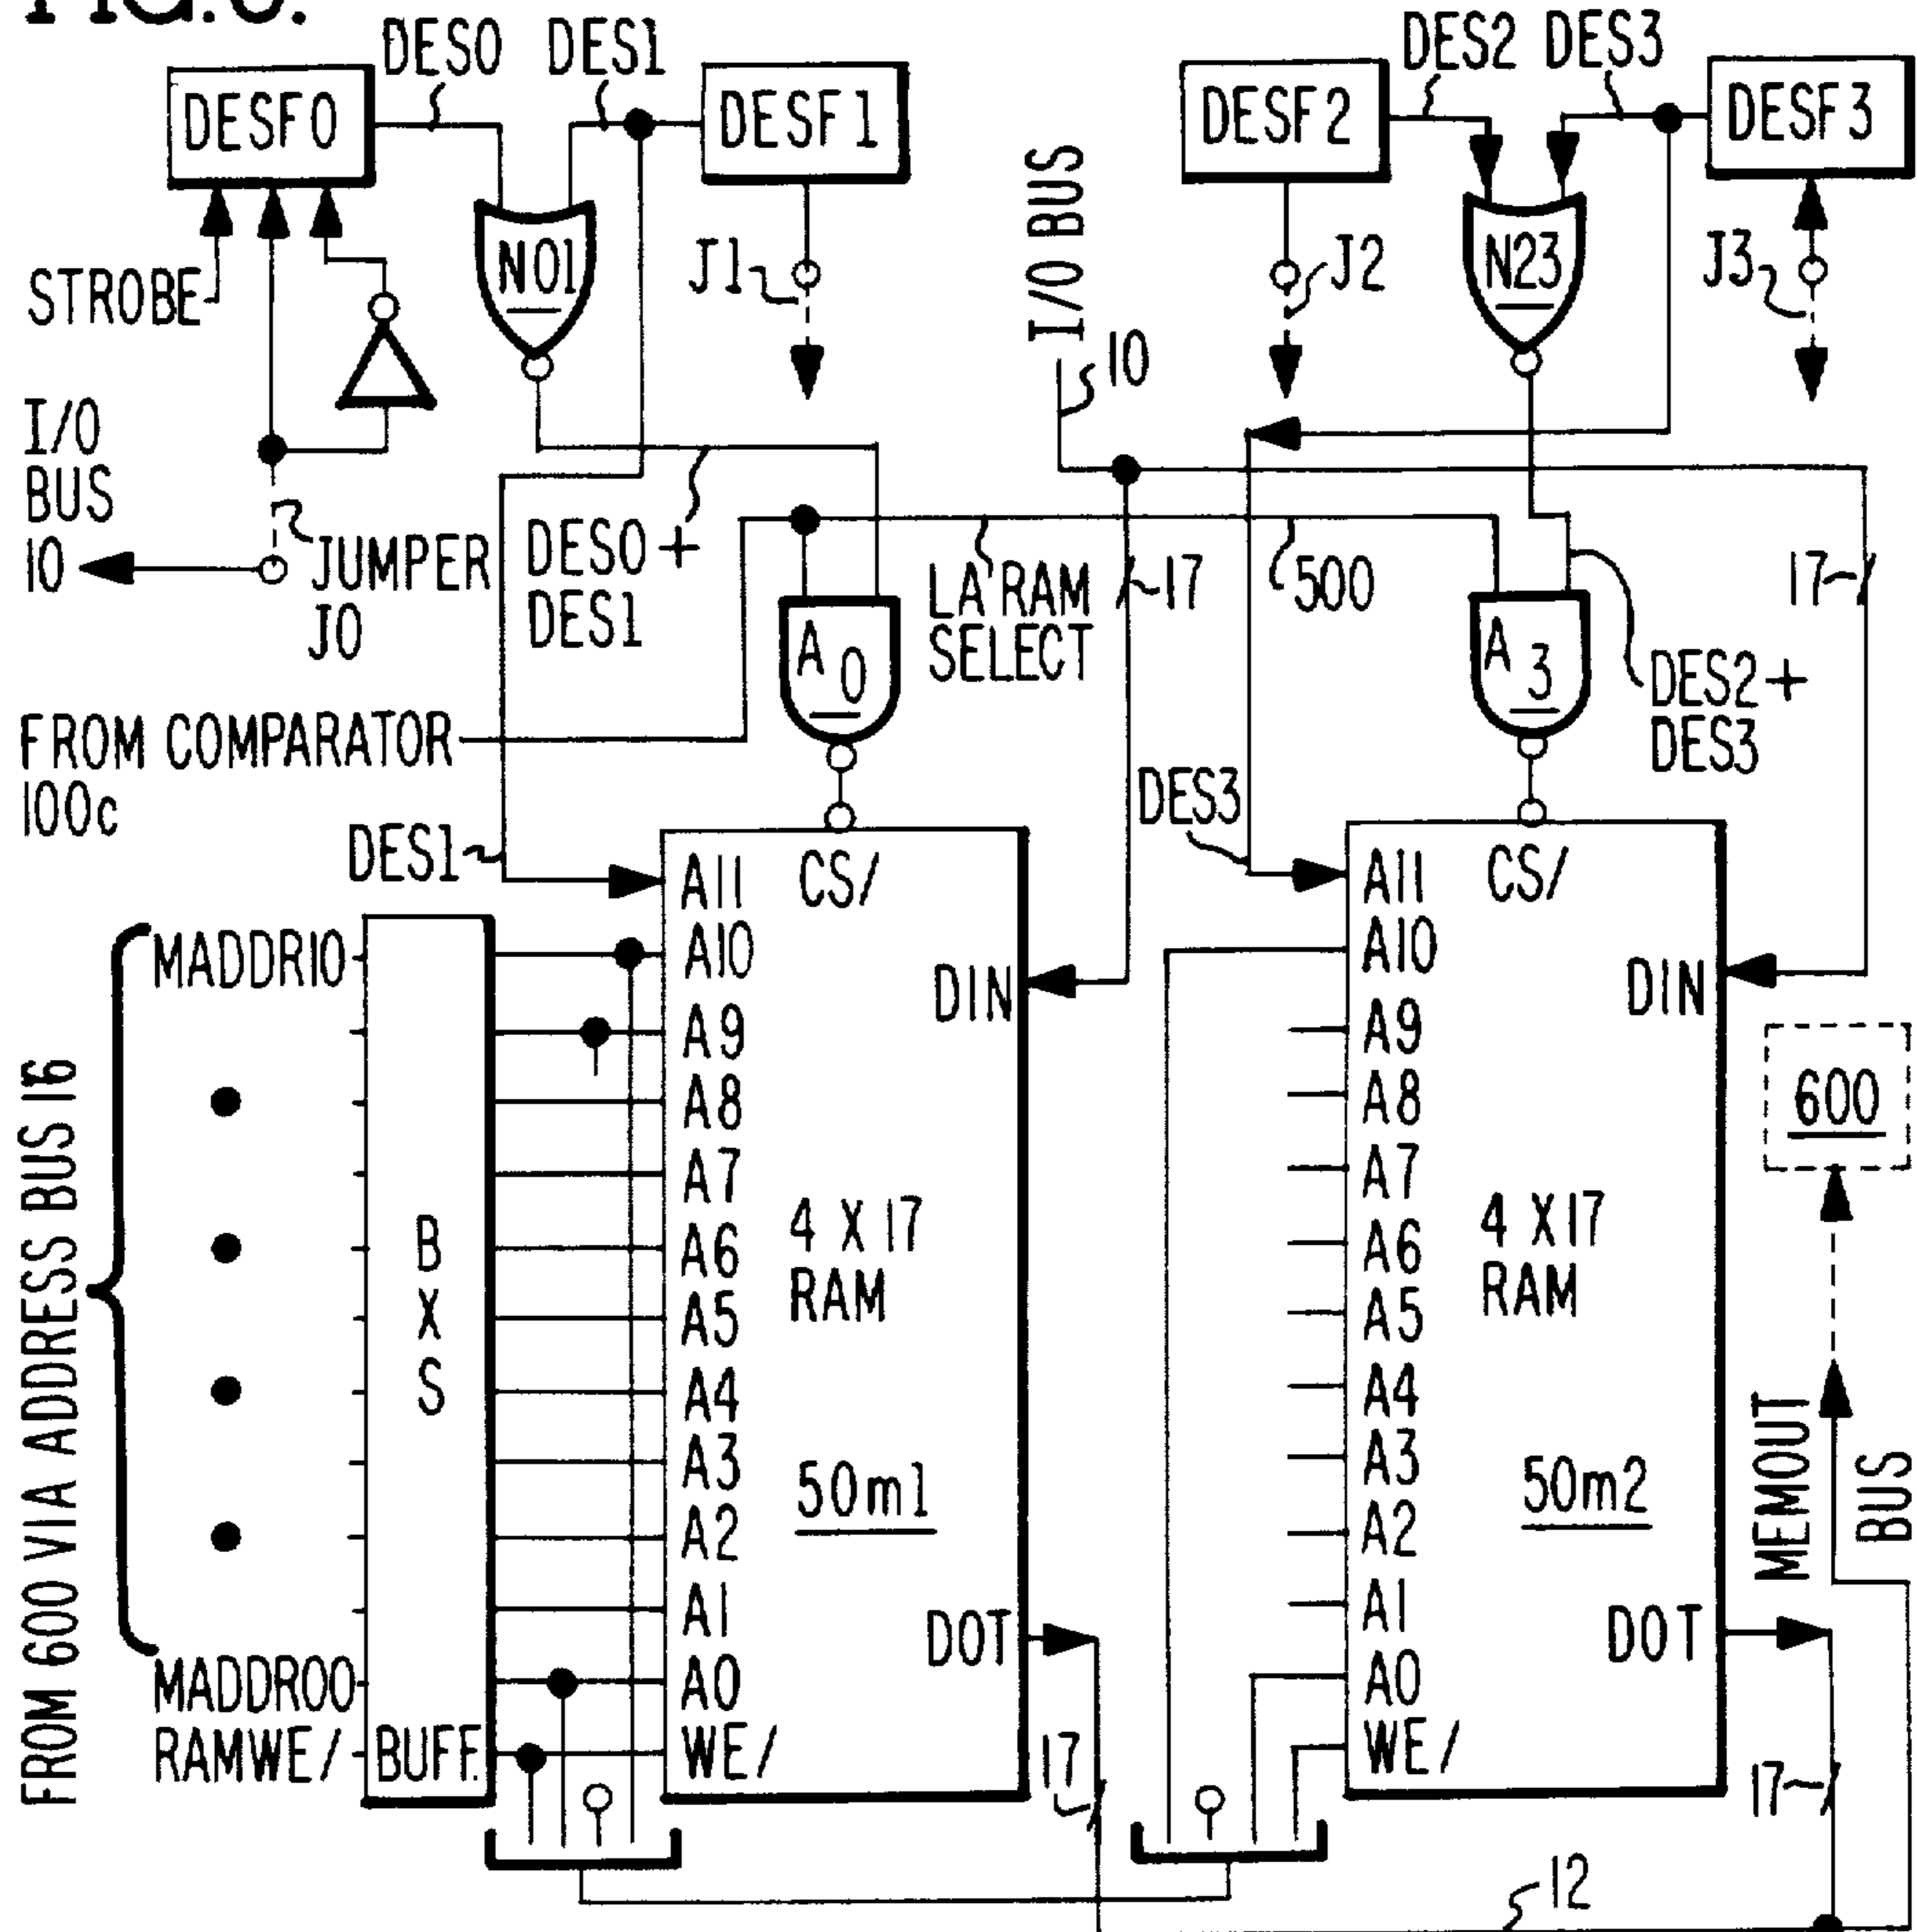 DES0 DES1 DES2 DES3
DESF0 DESF1 DESF2 DESF3
STROBE N01 J1 I/O BUS J2 N23 J3
10
I/O
BUS
10
JUMPER
J0
DES0 +
DES1
LA RAM
SELECT
17
500
17
A0
A3
DES2 +
DES3
FROM COMPARATOR
100c
DES1
DES3
FROM 600 VIA ADDRESS BUS 16
MADDR10
MADDR00
RAMWE/
B
X
S
BUFF.
A11 CS/
A10
DIN
A9
A8
A7
A6
A5
A4
A3
A2
A1
A0
WE/
4 X 17
RAM
50m1
DOT
17
A11 CS/
A10
DIN
A9
A8
A7
A6
A5
A4
A3
A2
A1
A0
WE/
4 X 17
RAM
50m2
DOT
600
MEMOUT
BUS
17
12